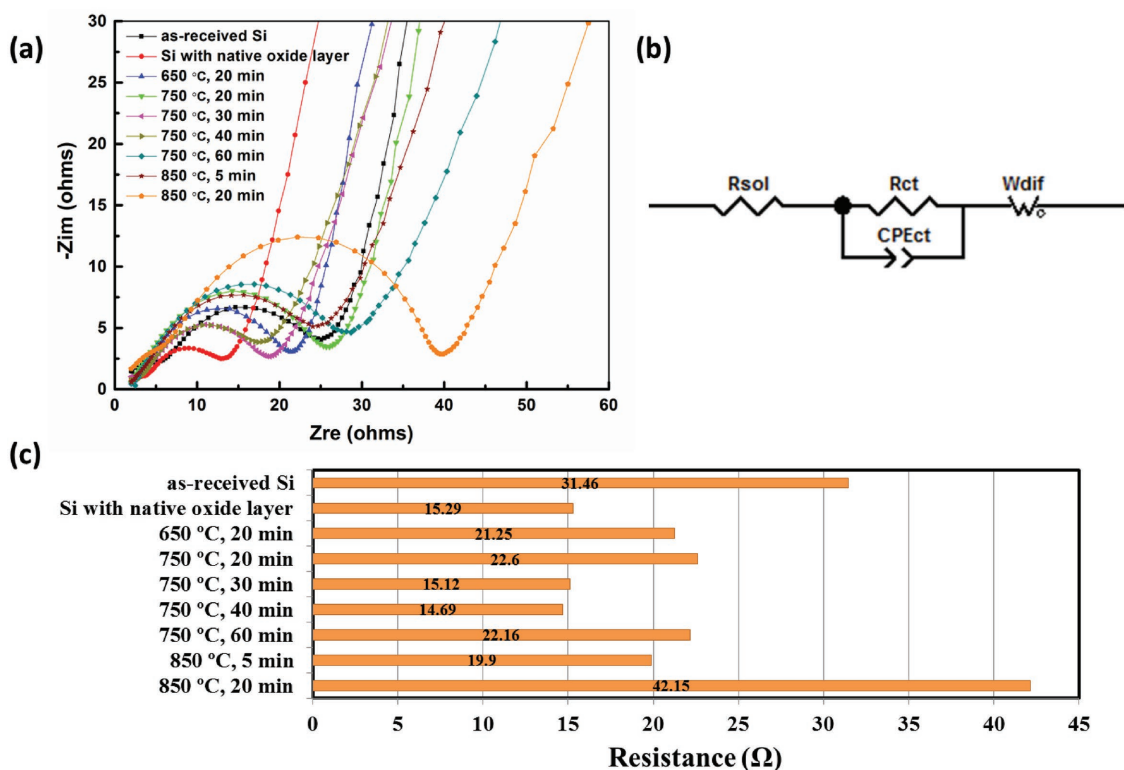 (a)
30
25
20
15
10
5
0
-Zim (ohms)
as-received Si
Si with native oxide layer
650 °C, 20 min
750 °C, 20 min
750 °C, 30 min
750 °C, 40 min
750 °C, 60 min
850 °C, 5 min
850 °C, 20 min
0 10 20 30 40 50 60
Zre (ohms)
(b)
Rsol
Rct
Wdif
CPEct
(c)
as-received Si 31.46
Si with native oxide layer 15.29
650 °C, 20 min 21.25
750 °C, 20 min 22.6
750 °C, 30 min 15.12
750 °C, 40 min 14.69
750 °C, 60 min 22.16
850 °C, 5 min 19.9
850 °C, 20 min 42.15
0 5 10 15 20 25 30 35 40 45
Resistance (Ω)